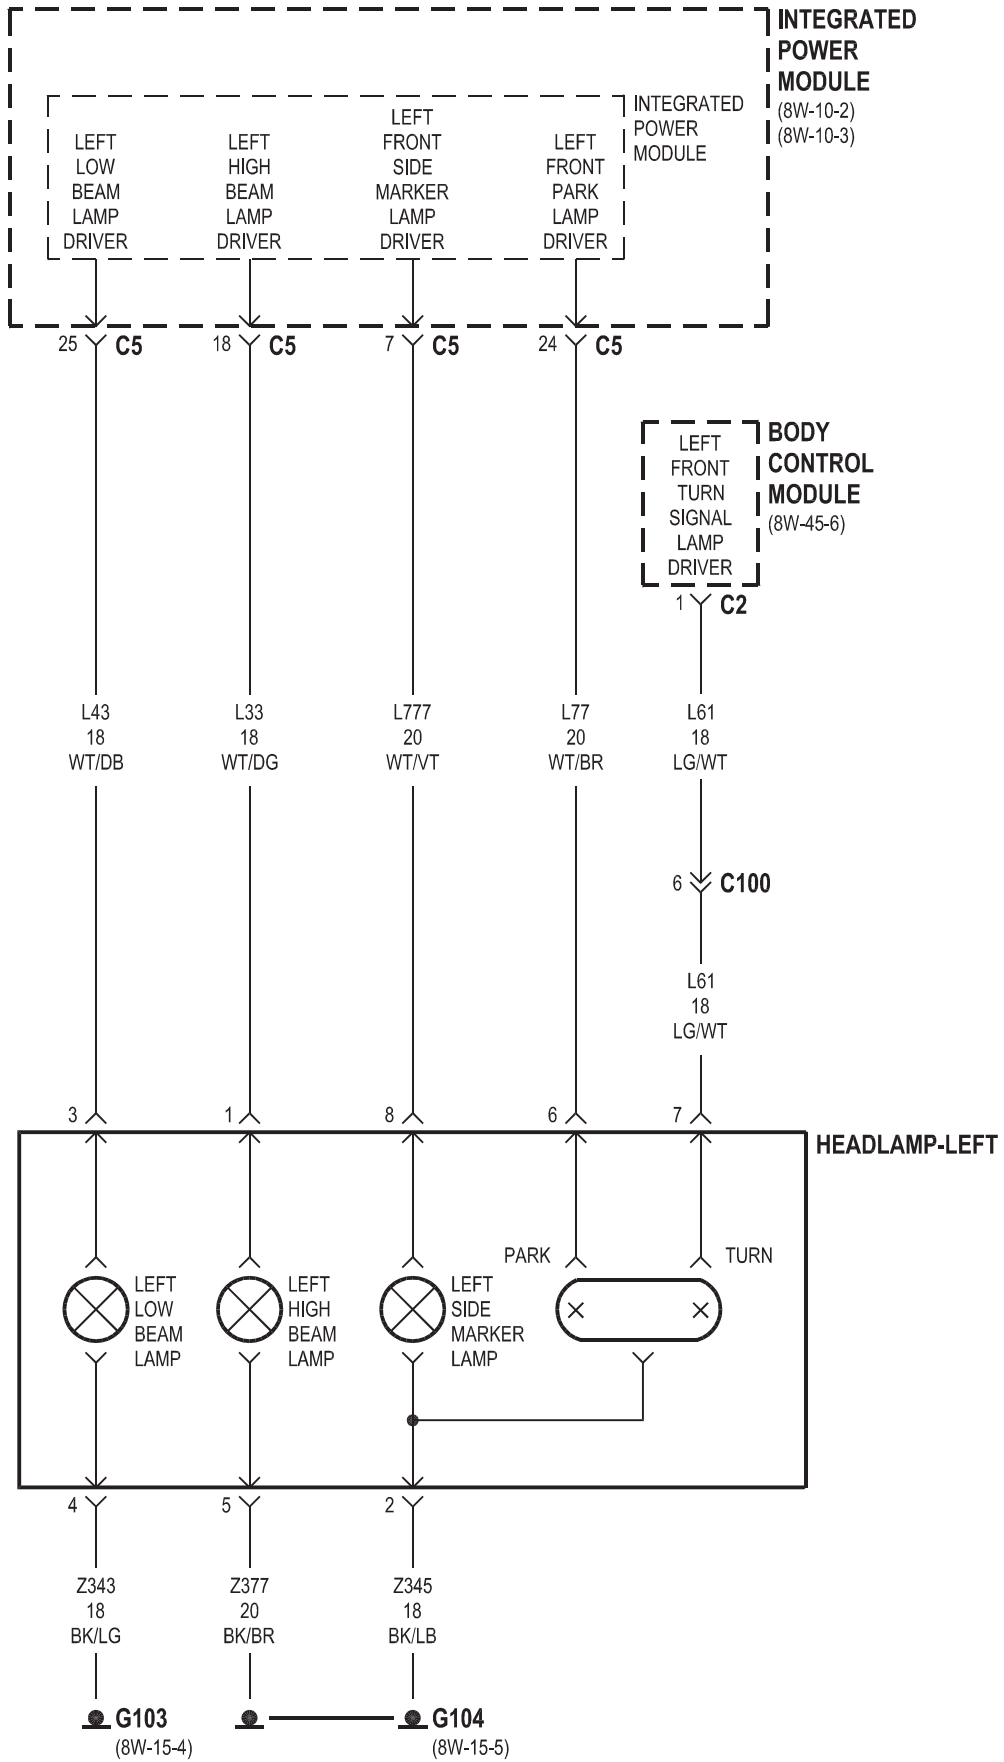 INTEGRATED
POWER
MODULE
(8W-10-2)
(8W-10-3)
INTEGRATED
POWER
MODULE
LEFT
LOW
BEAM
LAMP
DRIVER
LEFT
HIGH
BEAM
LAMP
DRIVER
LEFT
FRONT
SIDE
MARKER
LAMP
DRIVER
LEFT
FRONT
PARK
LAMP
DRIVER
25 C5
18 C5
7 C5
24 C5
LEFT
FRONT
TURN
SIGNAL
LAMP
DRIVER
BODY
CONTROL
MODULE
(8W-45-6)
1 C2
L43
18
WT/DB
L33
18
WT/DG
L777
20
WT/VT
L77
20
WT/BR
L61
18
LG/WT
6 C100
L61
18
LG/WT
3
1
8
6
7
HEADLAMP-LEFT
PARK
TURN
LEFT
LOW
BEAM
LAMP
LEFT
HIGH
BEAM
LAMP
LEFT
SIDE
MARKER
LAMP
4
5
2
Z343
18
BK/LG
Z377
20
BK/BR
Z345
18
BK/LB
G103
(8W-15-4)
G104
(8W-15-5)